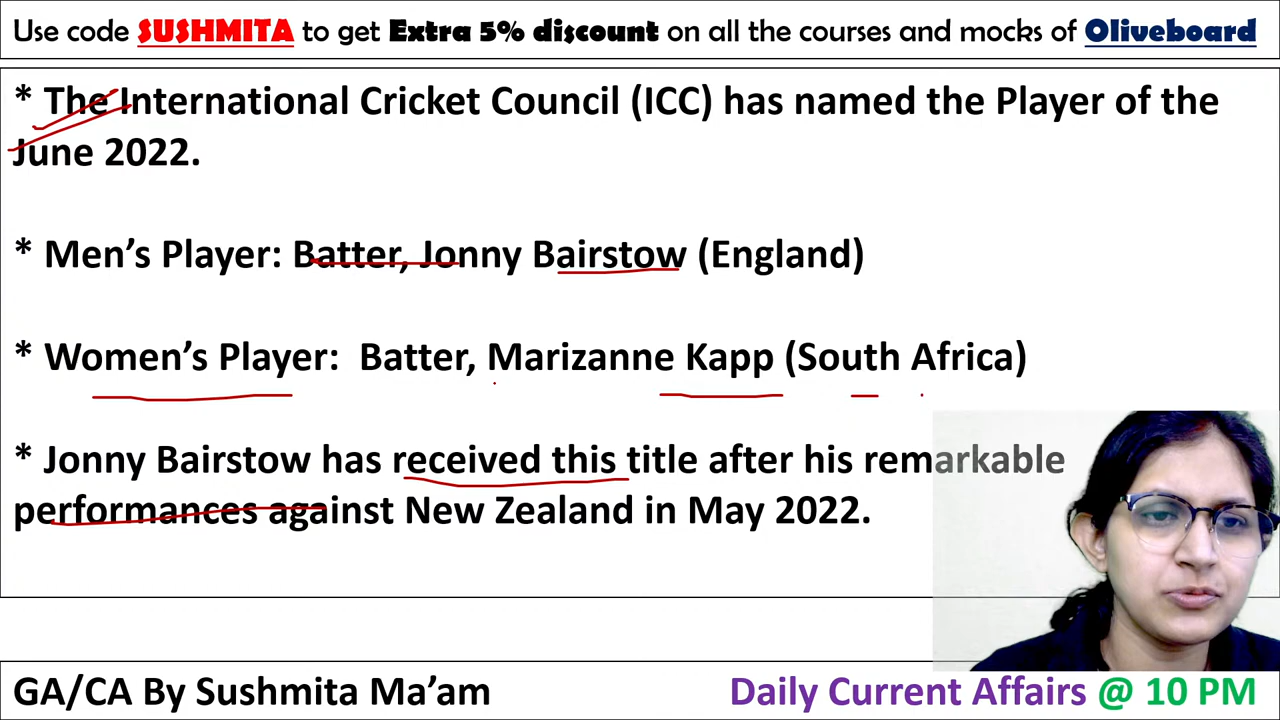 Use code SUSHMITA to get Extra 5% discount on all the courses and mocks of Oliveboard
* The International Cricket Council (ICC) has named the Player of the
June 2022.
* Men’s Player: Batter, Jonny Bairstow (England)
* Women’s Player: Batter, Marizanne Kapp (South Africa)
* Jonny Bairstow has received this title after his remarkable
performances against New Zealand in May 2022.
GA/CA By Sushmita Ma’am
Daily Current Affairs @ 10 PM